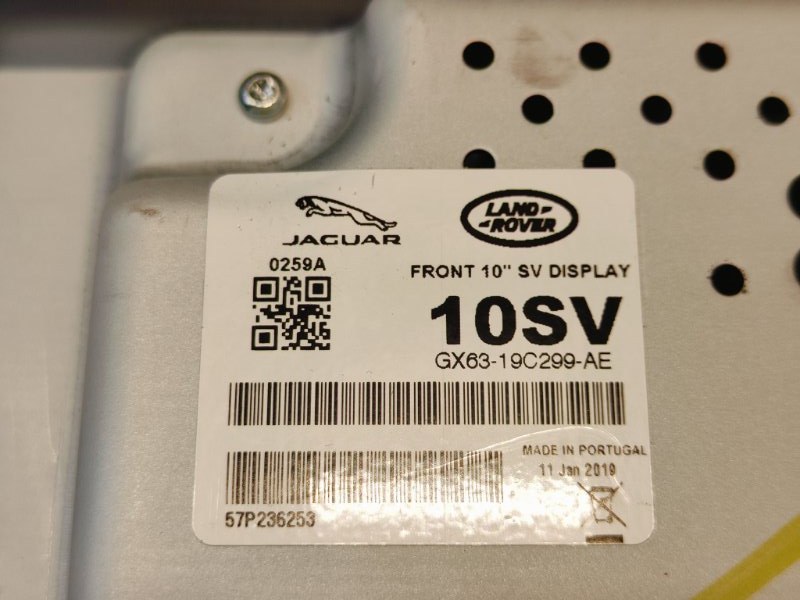 JAGUAR
LAND
ROVER
0259A
FRONT 10" SV DISPLAY
10SV
GX63-19C299-AE
MADE IN PORTUGAL
11 Jan 2019
57P236253